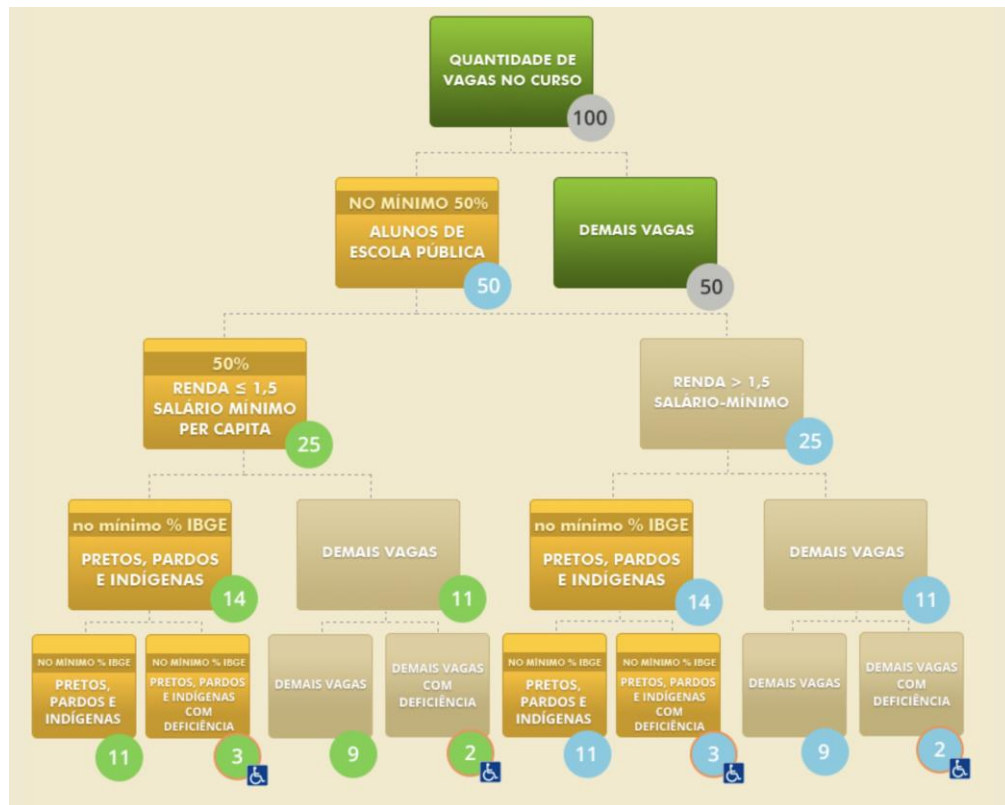 QUANTIDADE DE
VAGAS NO CURSO
100
NO MÍNIMO 50%
ALUNOS DE
ESCOLA PÚBLICA
50
DEMAIS VAGAS
50
50%
RENDA ≤ 1,5
SALÁRIO MÍNIMO
PER CAPITA
25
RENDA > 1,5
SALÁRIO-MÍNIMO
25
no mínimo % IBGE
PRETOS, PARDOS
E INDÍGENAS
14
DEMAIS VAGAS
11
no mínimo % IBGE
PRETOS, PARDOS
E INDÍGENAS
14
DEMAIS VAGAS
11
NO MÍNIMO % IBGE
PRETOS,
PARDOS E
INDÍGENAS
11
NO MÍNIMO % IBGE
PRETOS, PARDOS
E INDÍGENAS
COM
DEFICIÊNCIA
3
DEMAIS VAGAS
9
DEMAIS VAGAS
COM
DEFICIÊNCIA
2
NO MÍNIMO % IBGE
PRETOS,
PARDOS E
INDÍGENAS
11
NO MÍNIMO % IBGE
PRETOS, PARDOS
E INDÍGENAS
COM
DEFICIÊNCIA
3
DEMAIS VAGAS
9
DEMAIS VAGAS
COM
DEFICIÊNCIA
2